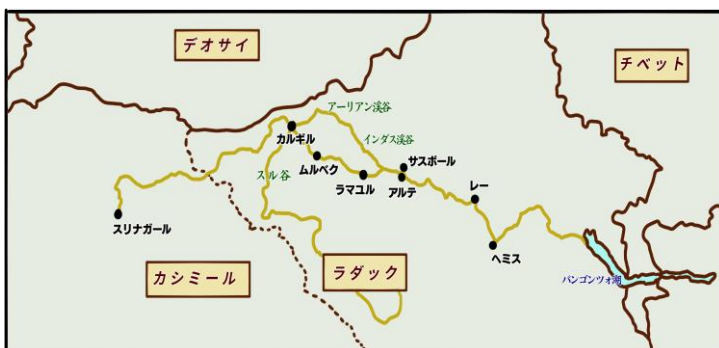 デオサイ
チベット
アーリアン渓谷
カルギル
インダス渓谷
サスポール
ムルベク
スル谷
ラマユル
アルテ
レー
スリナガール
ヘミス
カシミール
ラダック
パンゴンツォ湖